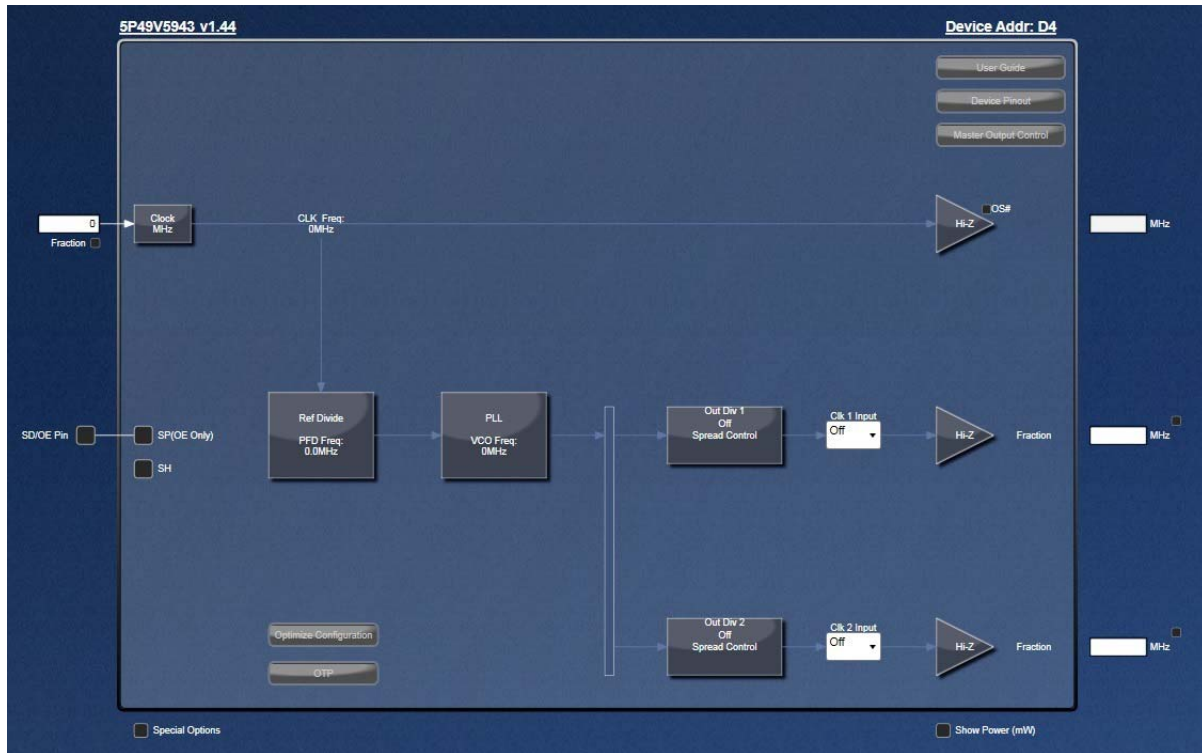 5P49V5943 v1.44
Device Addr: D4
User Guide
Device Pinout
Master Output Control
0
Fraction
Clock
MHz
CLK Freq:
0MHz
OS#
Hi-Z
MHz
SD/OE Pin
SP(OE Only)
SH
Ref Divide
PFD Freq:
0.0MHz
PLL
VCO Freq:
0MHz
Out Div 1
Off
Spread Control
Clk 1 Input
Off
Hi-Z
Fraction
MHz
Optimize Configuration
OTP
Out Div 2
Off
Spread Control
Clk 2 Input
Off
Hi-Z
Fraction
MHz
Special Options
Show Power (mW)